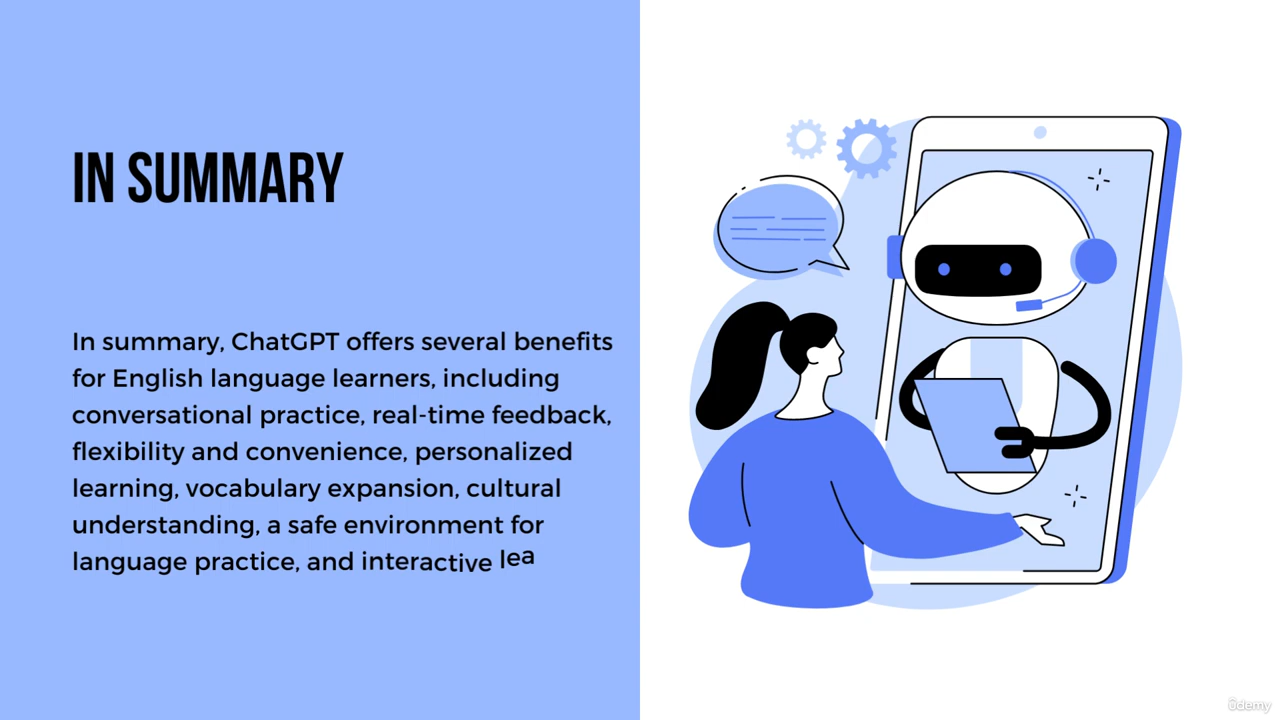 IN SUMMARY
In summary, ChatGPT offers several benefits
for English language learners, including
conversational practice, real-time feedback,
flexibility and convenience, personalized
learning, vocabulary expansion, cultural
understanding, a safe environment for
language practice, and interactive lea
ûdemy